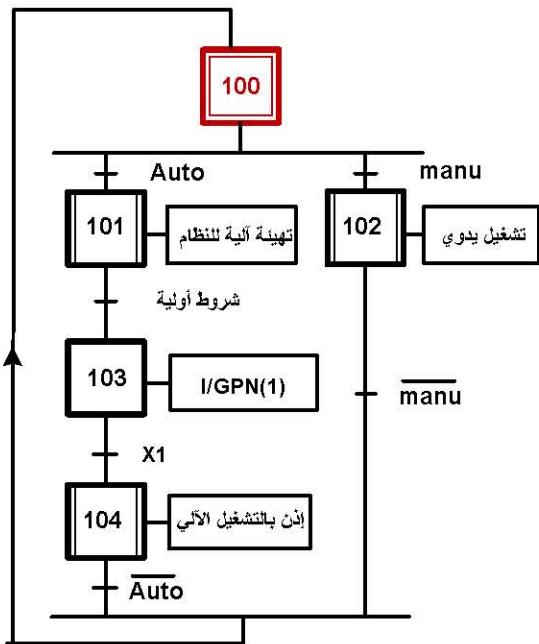 100
Auto
manu
101
تهيئة آلية للنظام
102
تشغيل يدوي
شروط أولية
103
I/GPN(1)
manu
X1
104
إذن بالتشغيل الآلي
Auto